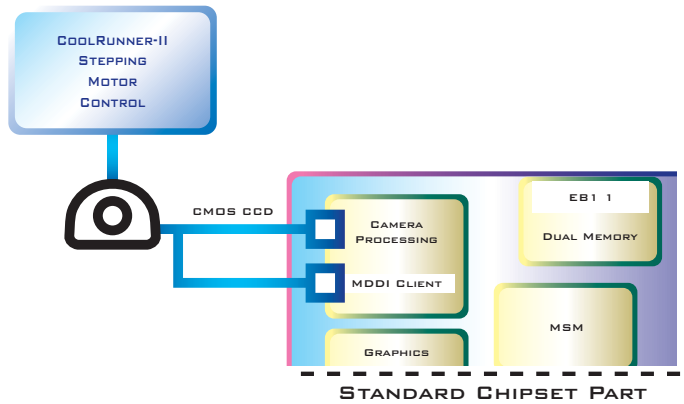 CoolRunner-II
Stepping
Motor
Control
CMOS CCD
Camera
Processing
MDDI Client
Graphics
EB1 1
Dual Memory
MSM
Standard Chipset Part